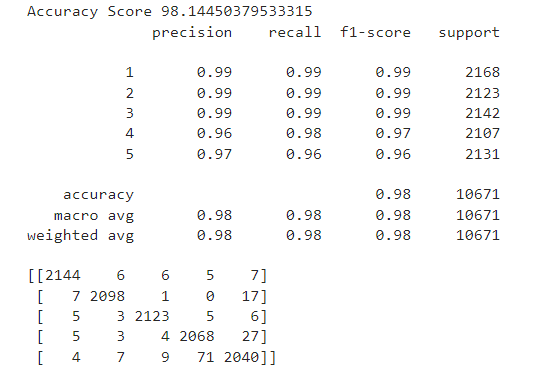 Accuracy Score 98.14450379533315
precision recall f1-score support
1 0.99 0.99 0.99 2168
2 0.99 0.99 0.99 2123
3 0.99 0.99 0.99 2142
4 0.96 0.98 0.97 2107
5 0.97 0.96 0.96 2131
accuracy 0.98 10671
macro avg 0.98 0.98 0.98 10671
weighted avg 0.98 0.98 0.98 10671
[[2144 6 6 5 7]
[ 7 2098 1 0 17]
[ 5 3 2123 5 6]
[ 5 3 4 2068 27]
[ 4 7 9 71 2040]]